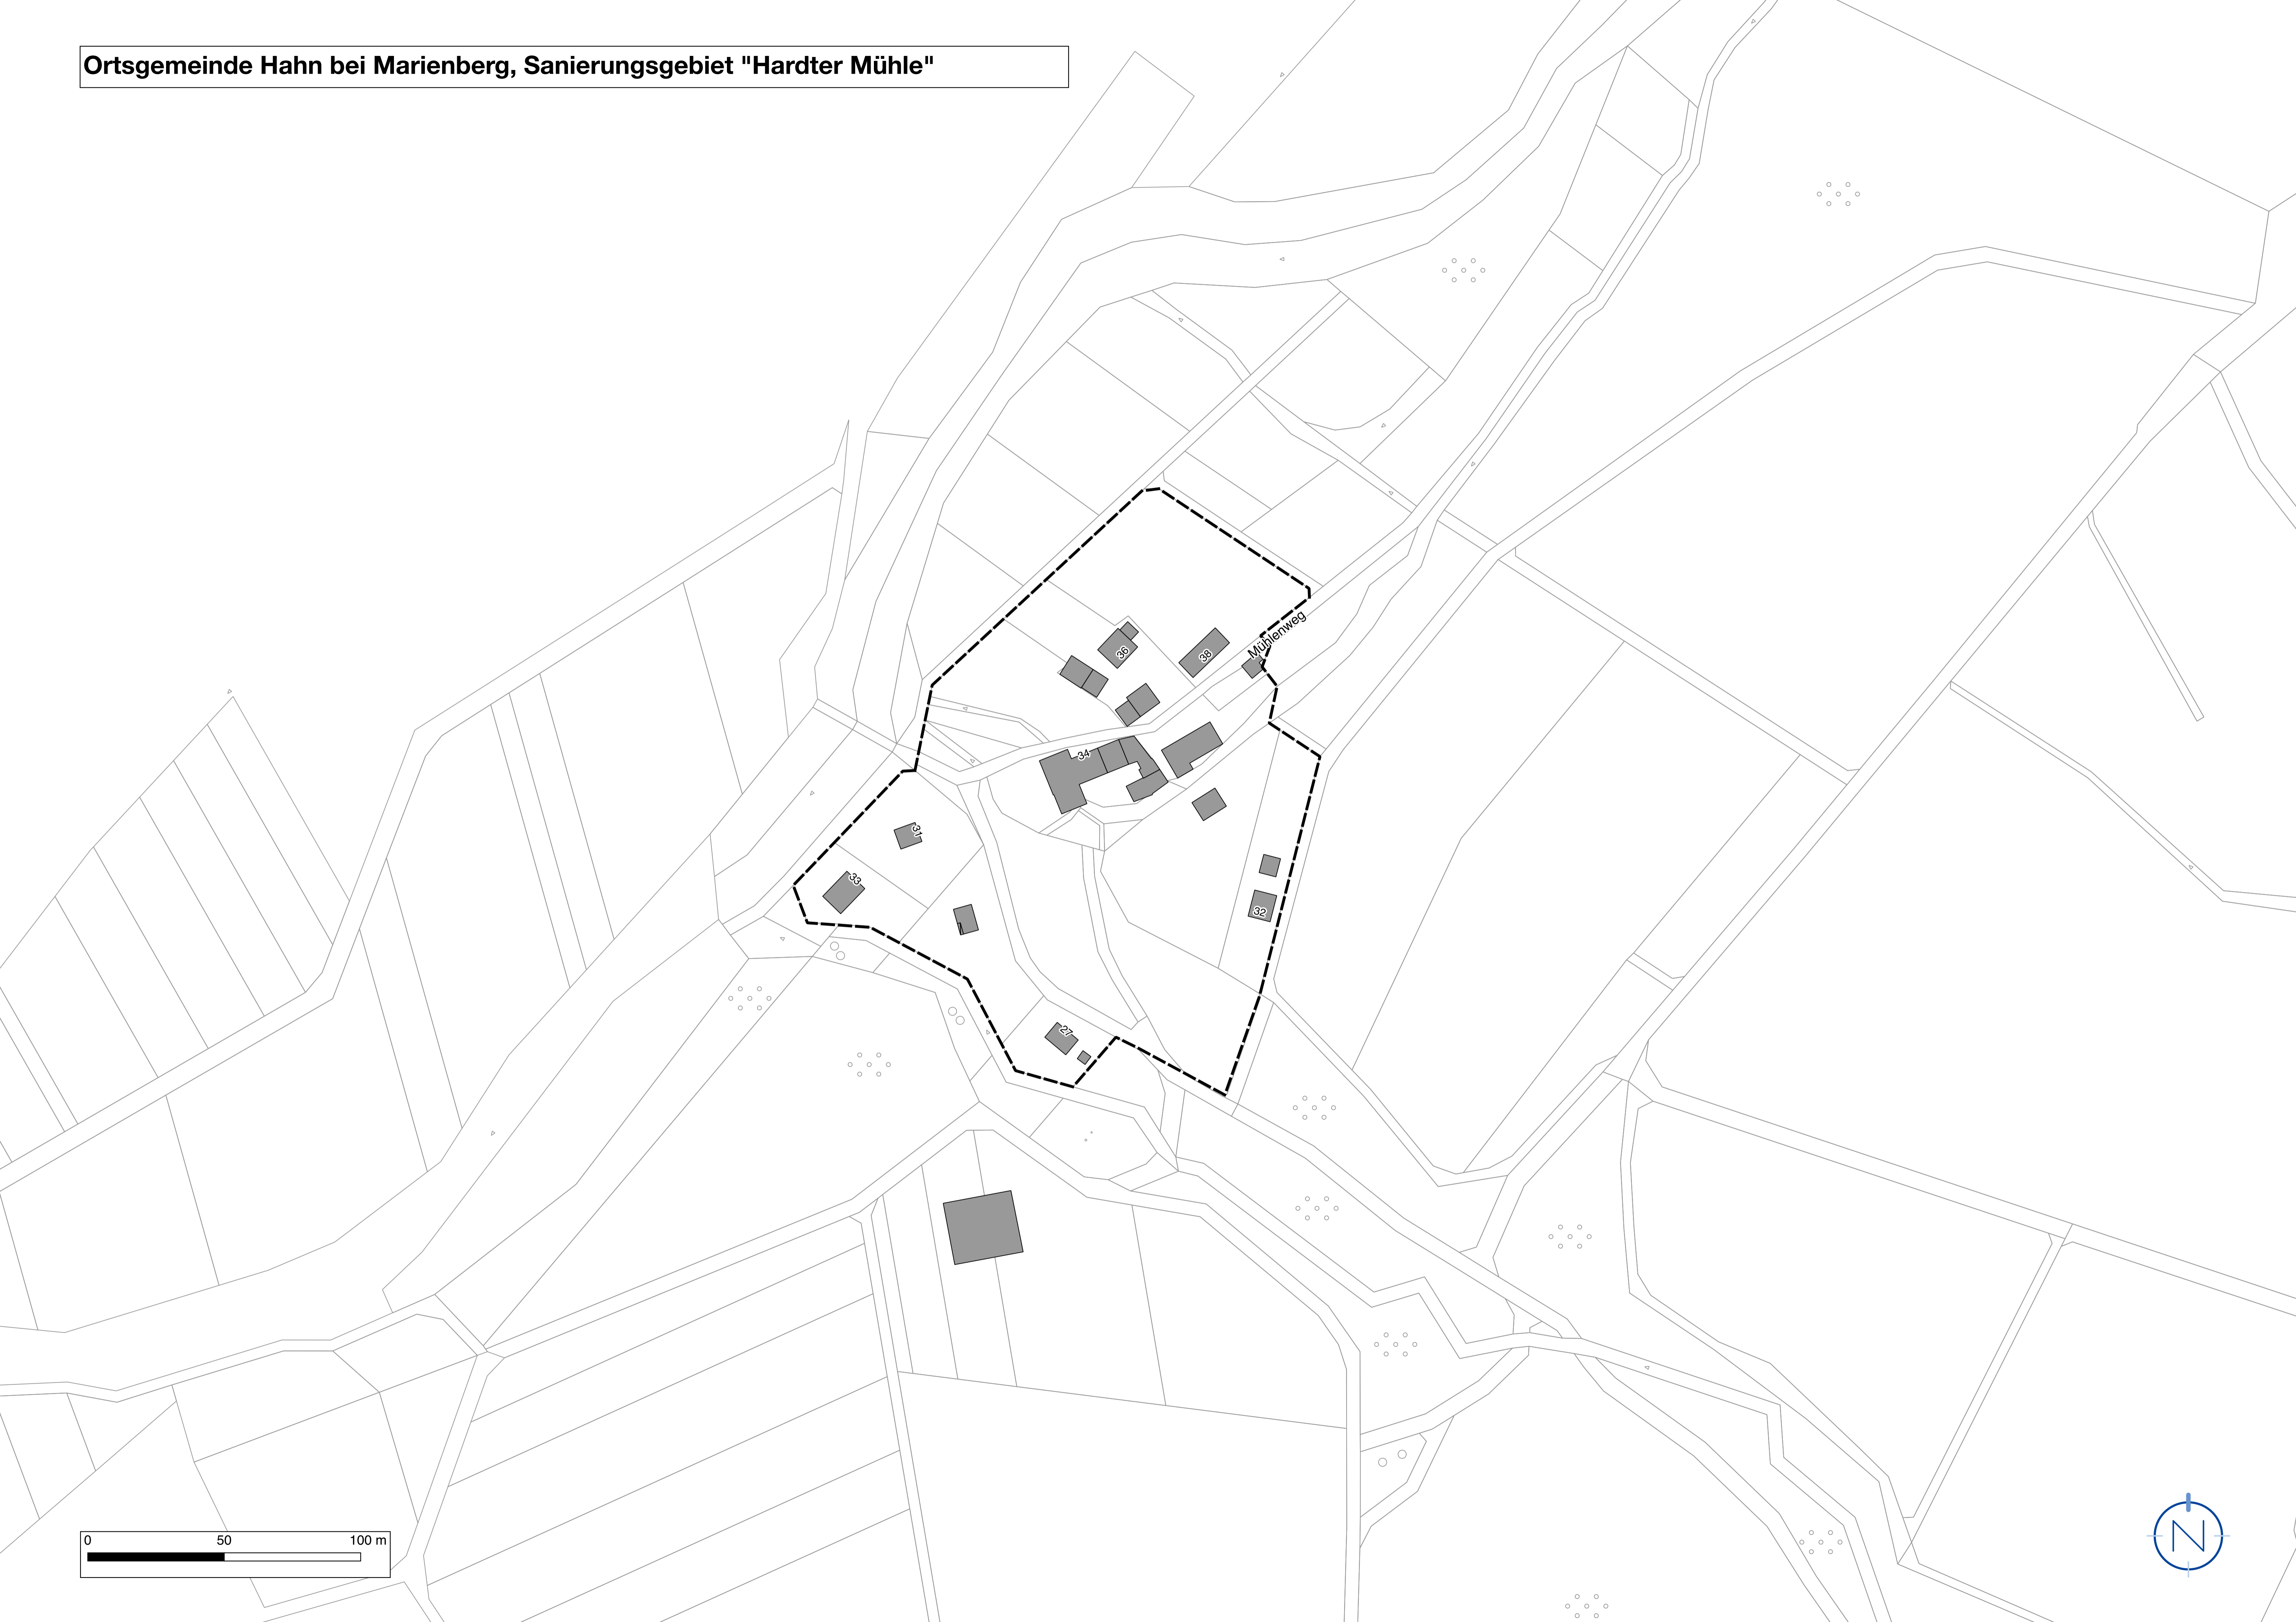 Ortsgemeinde Hahn bei Marienberg, Sanierungsgebiet "Hardter Mühle"
Mühlenweg
36
38
34
31
33
32
27
0 50 100 m
N